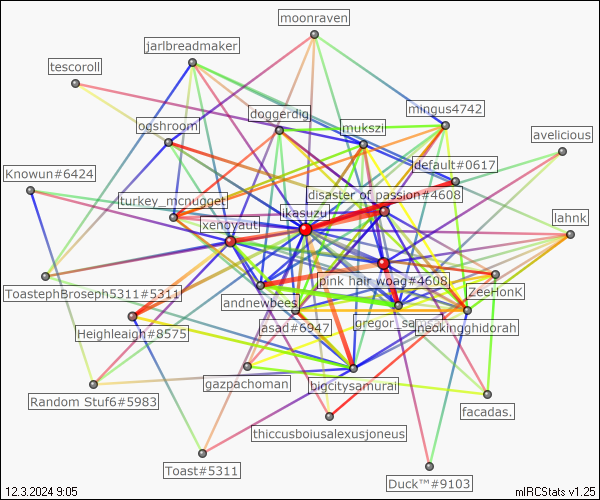 moonraven
jarlbreadmaker
tescoroll
mingus4742
doggerdig
ogshroom
mukszi
avelicious
default#0617
Knowun#6424
disaster of passion#4608
turkey_mcnugget
ikasuzu
lahnk
xenoyaut
pink hair woag#4608
ToastephBroseph5311#5311
ZeeHonK
andnewbees
gregor_sa
neokingghidorah
asad#6947
Heighleaigh#8575
gazpachoman
bigcitysamurai
Random Stuf6#5983
facadas.
thiccusboiusalexusjoneus
Toast#5311
Duck™#9103
12.3.2024 9:05
mIRCStats v1.25